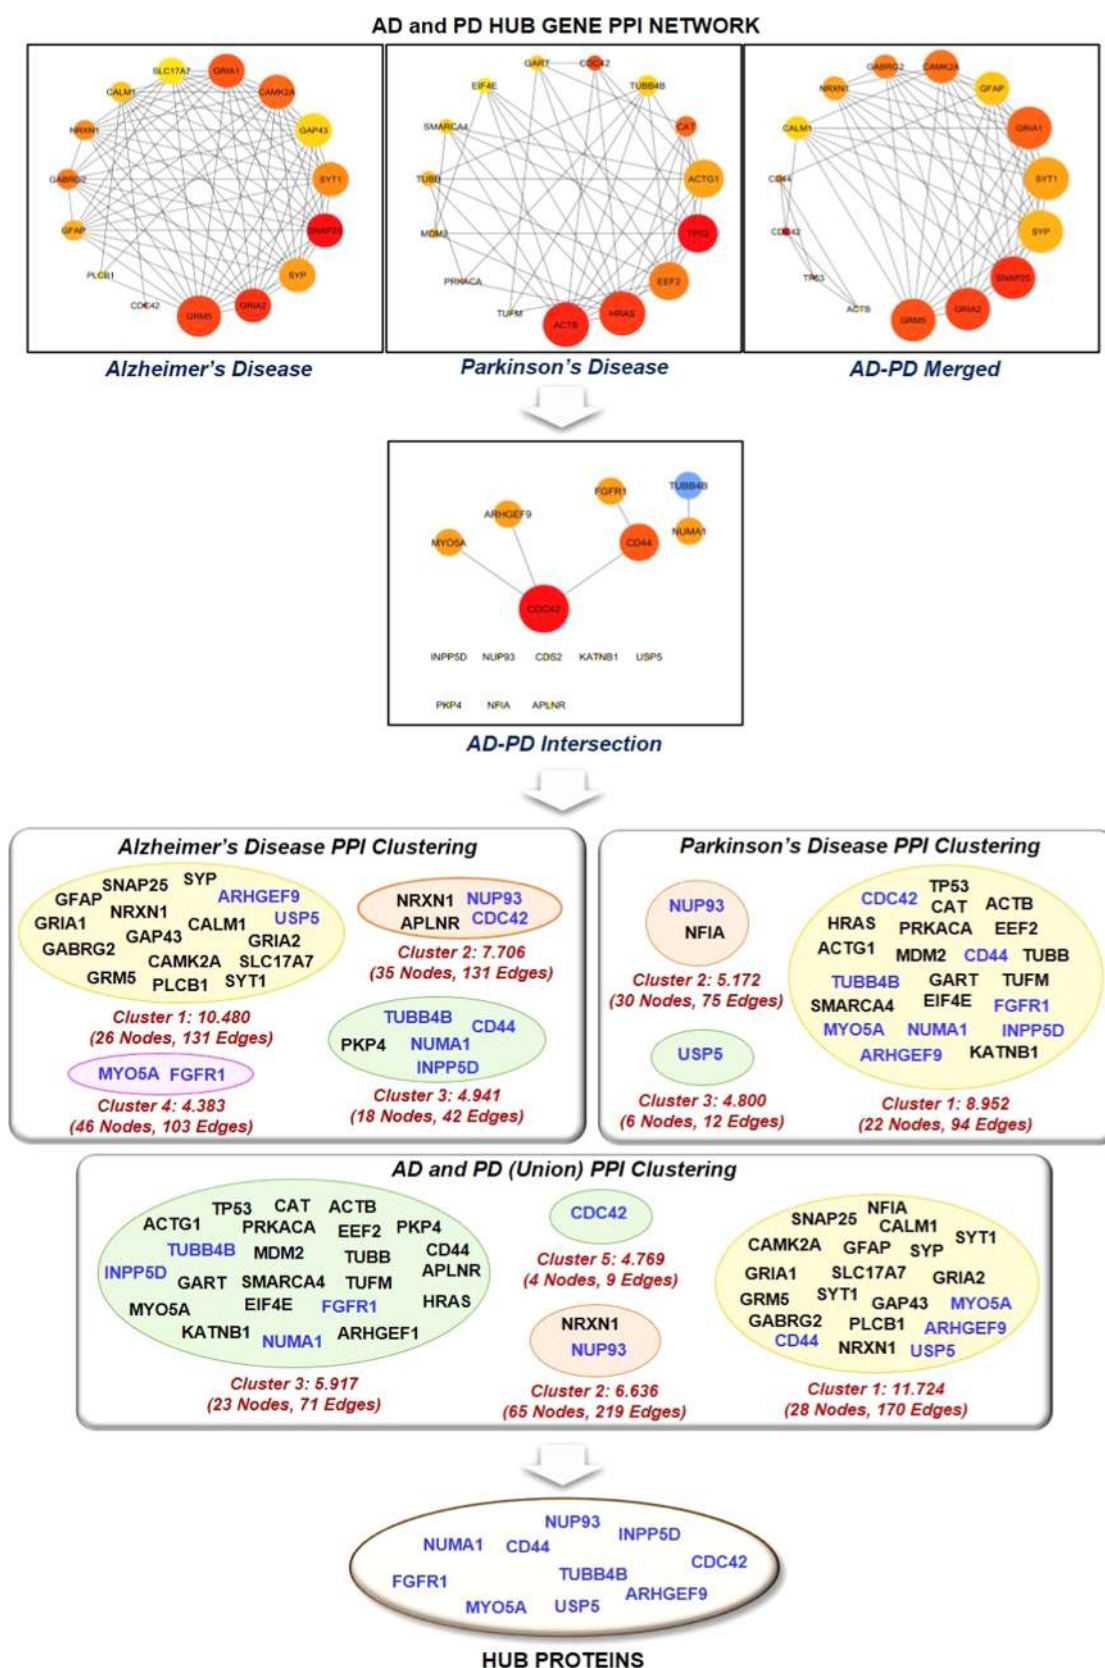 AD and PD HUB GENE PPI NETWORK
SLC17A7
GRIA1
CALM1
CAMK2A
GAP43
NRXN1
GABRG2
SYT1
GFAP
SNAP25
PLCB1
SYP
CDC42
GRM5
GRIA2
GART
CDC42
EIF4E
TUBB4B
SMARCA4
CAT
TUBB
ACTG1
MDM2
TP53
PRKACA
EEF2
TUFM
ACTB
HRAS
GABRG2
CAMK2A
NRXN1
GFAP
CALM1
GRIA1
CD44
SYT1
CDC42
SYP
TP53
SNAP25
ACTB
GRM5
GRIA2
Alzheimer's Disease
Parkinson's Disease
AD-PD Merged
FGFR1
TUBB4B
ARHGEF9
MYO5A
CD44
NUMA1
CDC42
INPP5D NUP93 CDS2 KATNB1 USP5
PKP4 NFIA APLNR
AD-PD Intersection
Alzheimer's Disease PPI Clustering
SNAP25 SYP
GFAP ARHGEF9
GRIA1 NRXN1 CALM1 USP5
GABRG2 GAP43 GRIA2
CAMK2A SLC17A7
GRM5 PLCB1 SYT1
Cluster 1: 10.480
(26 Nodes, 131 Edges)
NRXN1 NUP93
APLNR CDC42
Cluster 2: 7.706
(35 Nodes, 131 Edges)
TUBB4B CD44
PKP4 NUMA1
INPP5D
Cluster 3: 4.941
(18 Nodes, 42 Edges)
MYO5A FGFR1
Cluster 4: 4.383
(46 Nodes, 103 Edges)
Parkinson's Disease PPI Clustering
NUP93
NFIA
Cluster 2: 5.172
(30 Nodes, 75 Edges)
USP5
Cluster 3: 4.800
(6 Nodes, 12 Edges)
CDC42 TP53
CAT ACTB
HRAS PRKACA EEF2
ACTG1 MDM2 CD44 TUBB
TUBB4B GART TUFM
SMARCA4 EIF4E FGFR1
MYO5A NUMA1 INPP5D
ARHGEF9 KATNB1
Cluster 1: 8.952
(22 Nodes, 94 Edges)
AD and PD (Union) PPI Clustering
TP53 CAT ACTB
ACTG1 PRKACA EEF2 PKP4
TUBB4B MDM2 TUBB CD44
INPP5D APLNR
GART SMARCA4 TUFM
MYO5A EIF4E FGFR1 HRAS
KATNB1 NUMA1 ARHGEF1
Cluster 3: 5.917
(23 Nodes, 71 Edges)
CDC42
Cluster 5: 4.769
(4 Nodes, 9 Edges)
NRXN1
NUP93
Cluster 2: 6.636
(65 Nodes, 219 Edges)
SNAP25 NFIA
CALM1 SYT1
CAMK2A GFAP SYP
GRIA1 SLC17A7 GRIA2
GRM5 SYT1 GAP43 MYO5A
GABRG2 PLCB1 ARHGEF9
CD44 NRXN1 USP5
Cluster 1: 11.724
(28 Nodes, 170 Edges)
NUP93
NUMA1 CD44 INPP5D
CDC42
FGFR1 TUBB4B
MYO5A USP5 ARHGEF9
HUB PROTEINS